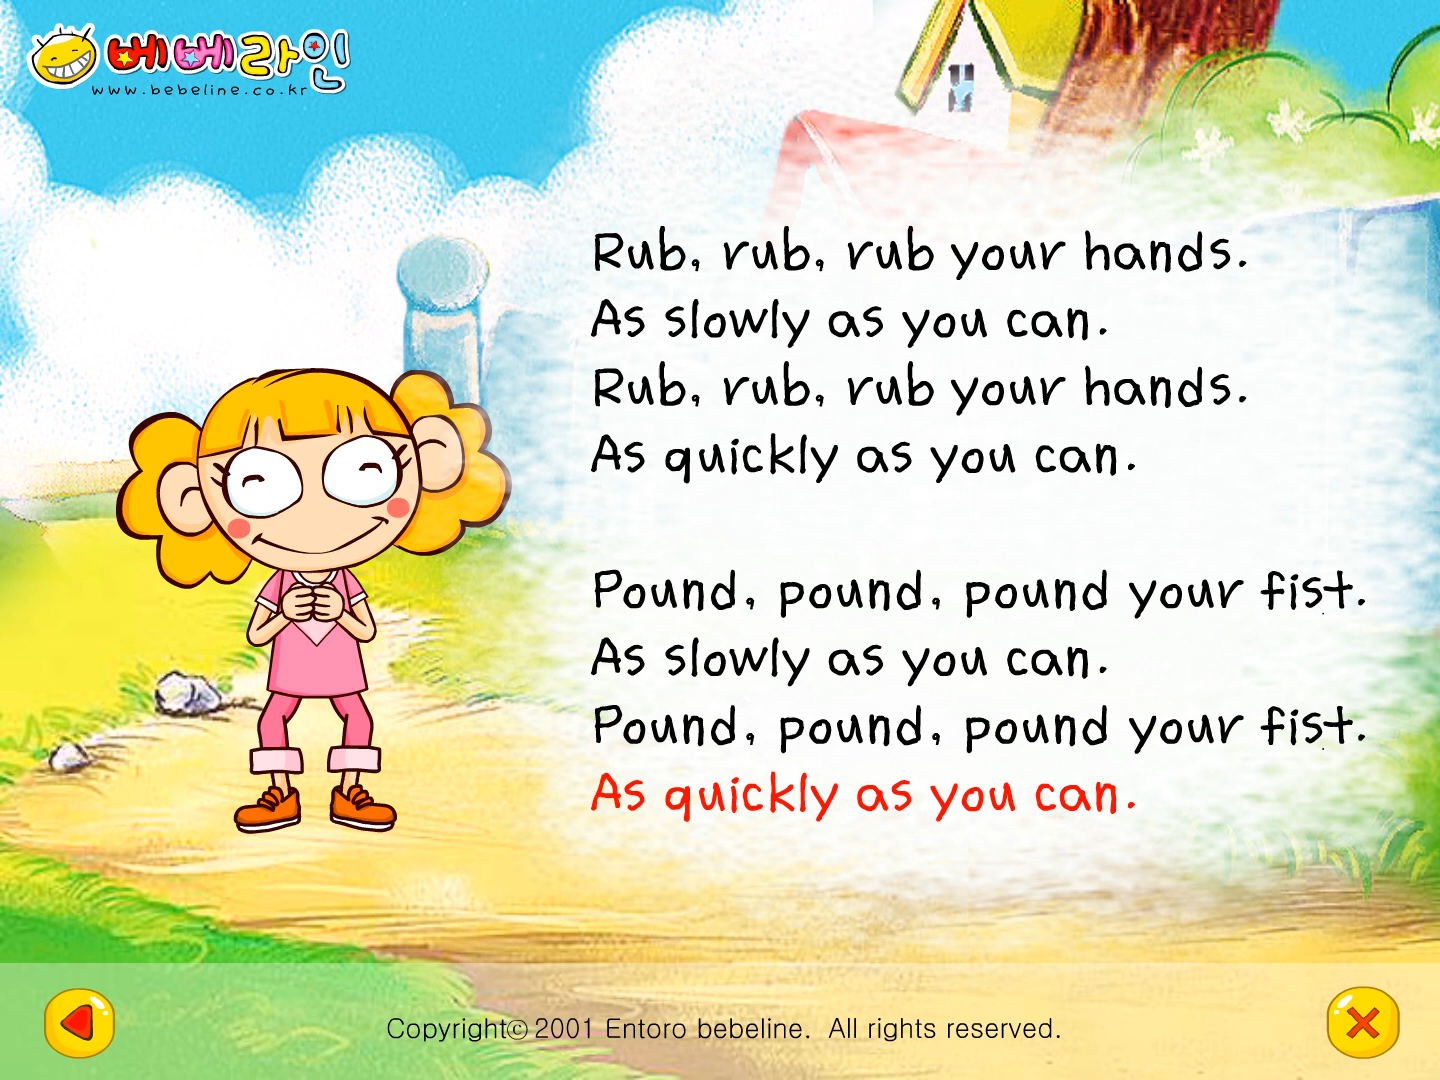 베베라인
www.bebeline.co.kr
Rub, rub, rub your hands.
As slowly as you can.
Rub, rub, rub your hands.
As quickly as you can.
Pound, pound, pound your fist.
As slowly as you can.
Pound, pound, pound your fist.
As quickly as you can.
Copyrightⓒ 2001 Entoro bebeline. All rights reserved.